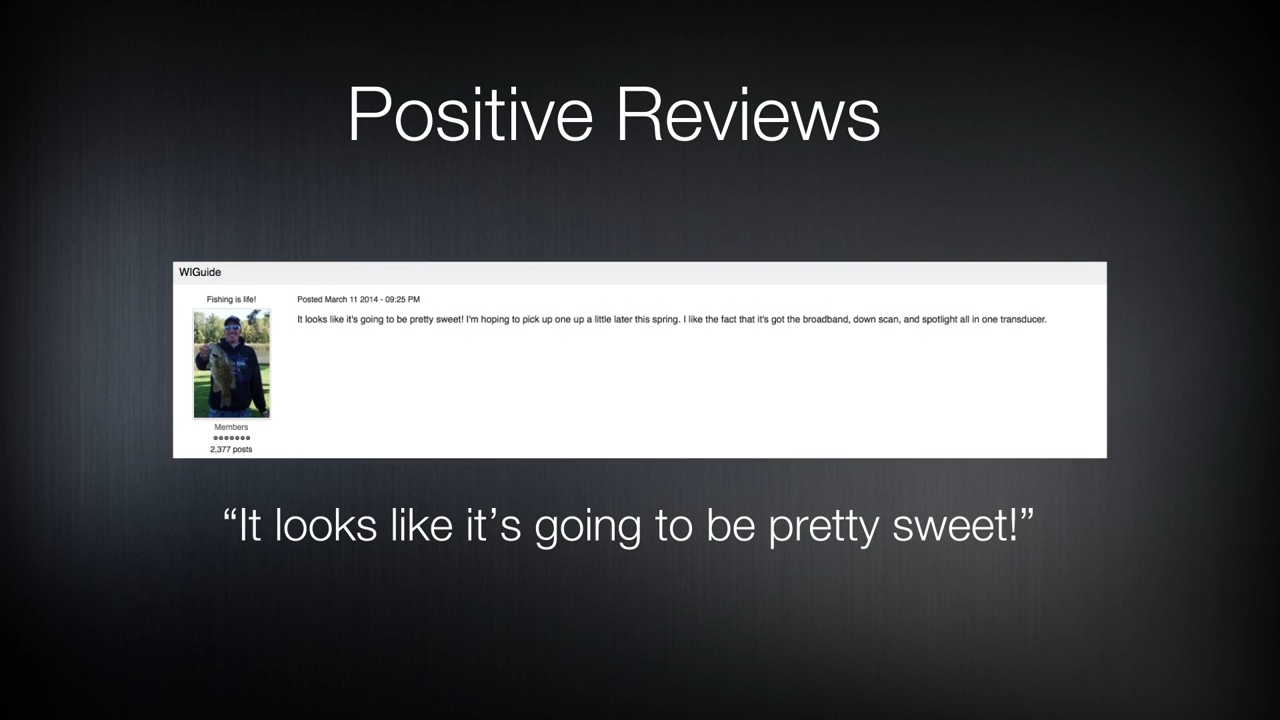 Positive Reviews
WIGuide
Fishing is life!
Posted March 11 2014 - 09:25 PM
It looks like it's going to be pretty sweet! I'm hoping to pick up one up a little later this spring. I like the fact that it's got the broadband, down scan, and spotlight all in one transducer.
Members
2,377 posts
“It looks like it’s going to be pretty sweet!”